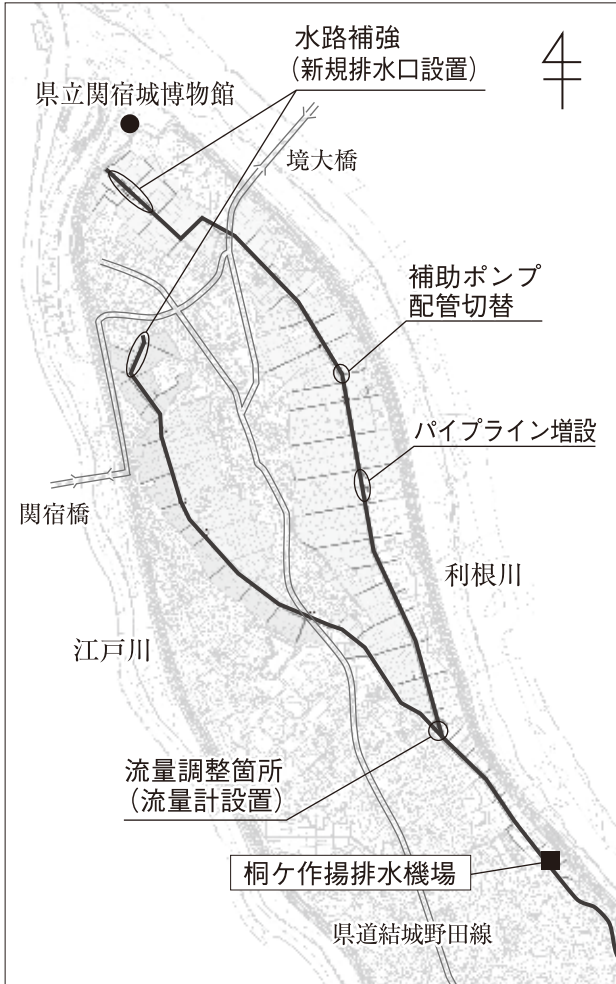 水路補強
（新規排水口設置）
県立関宿城博物館
境大橋
補助ポンプ
配管切替
パイプライン増設
関宿橋
利根川
江戸川
流量調整箇所
（流量計設置）
桐ケ作揚排水機場
県道結城野田線